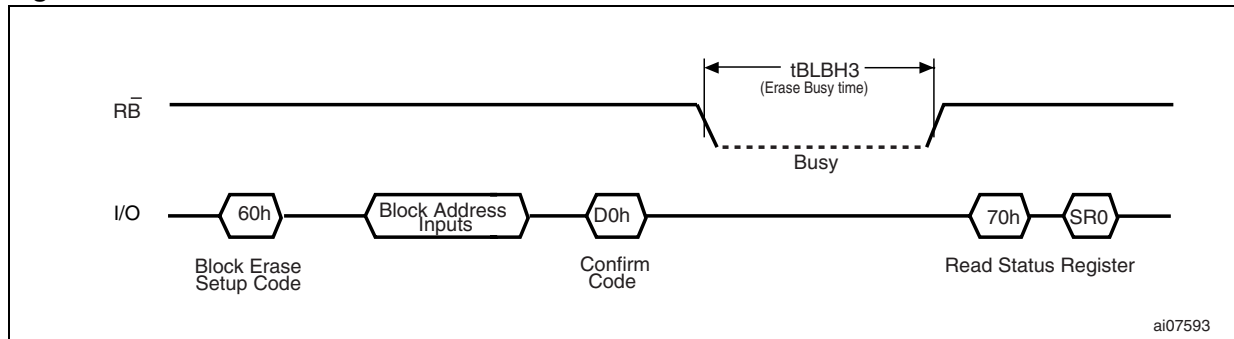 tBLBH3
(Erase Busy time)
RB̅
Busy
I/O
60h
Block Address
Inputs
D0h
70h
SR0
Block Erase
Setup Code
Confirm
Code
Read Status Register
ai07593